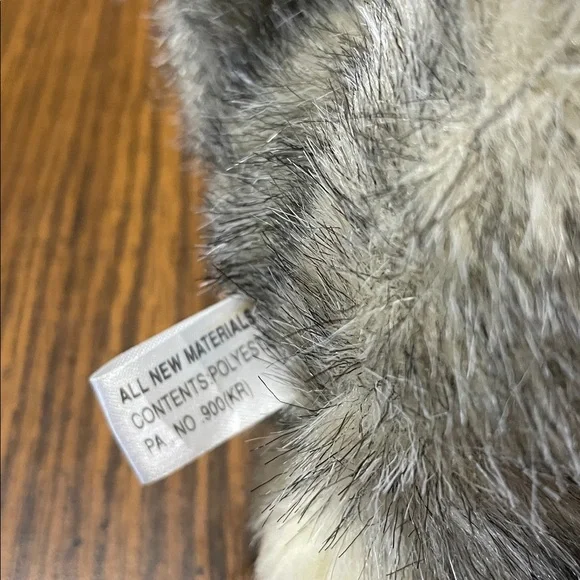 ALL NEW MATERIALS
CONTENTS POLYEST
PA. NO .900(KR)